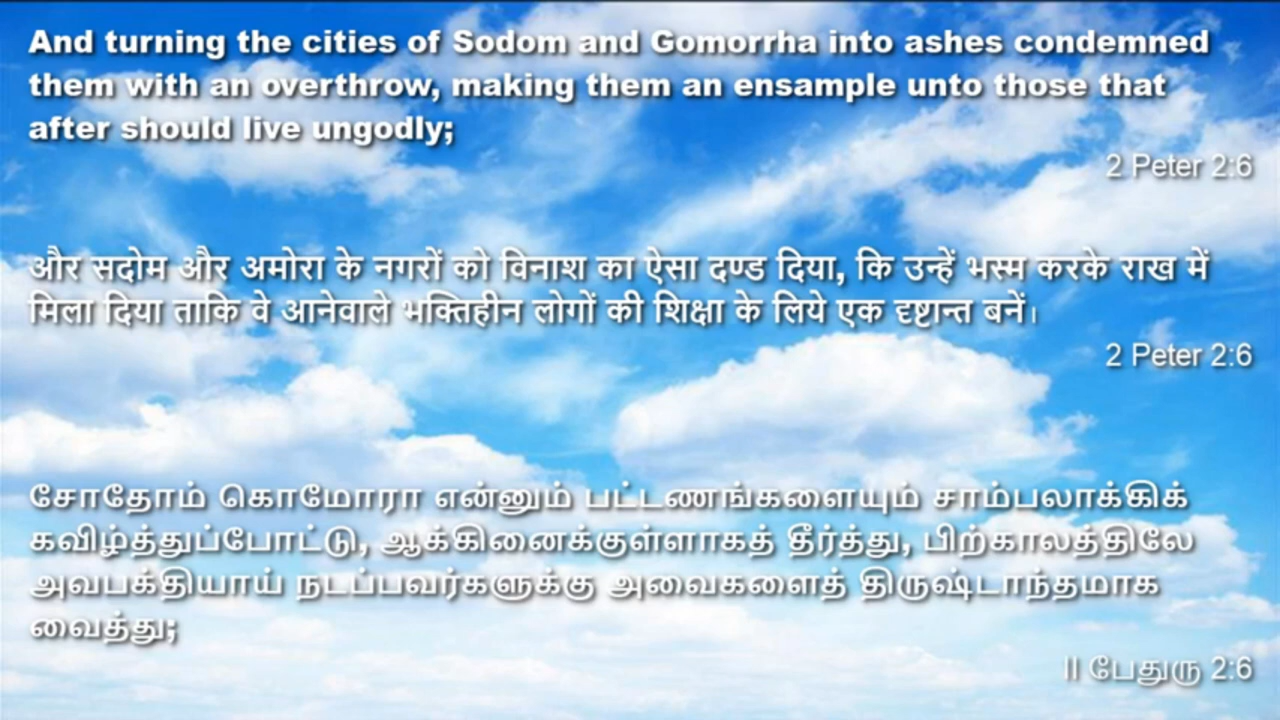 And turning the cities of Sodom and Gomorrha into ashes condemned
them with an overthrow, making them an ensample unto those that
after should live ungodly;
2 Peter 2:6
और सदोम और अमोरा के नगरों को विनाश का ऐसा दण्ड दिया, कि उन्हें भस्म करके राख में
मिला दिया ताकि वे आनेवाले भक्तिहीन लोगों की शिक्षा के लिये एक दृष्टान्त बनें।
2 Peter 2:6
சோதோம் கொமோரா என்னும் பட்டணங்களையும் சாம்பலாக்கிக்
கவிழ்த்துப்போட்டு, ஆக்கினைக்குள்ளாகத் தீர்த்து, பிற்காலத்திலே
அவபக்தியாய் நடப்பவர்களுக்கு அவைகளைத் திருஷ்டாந்தமாக
வைத்து;
II பேதுரு 2:6